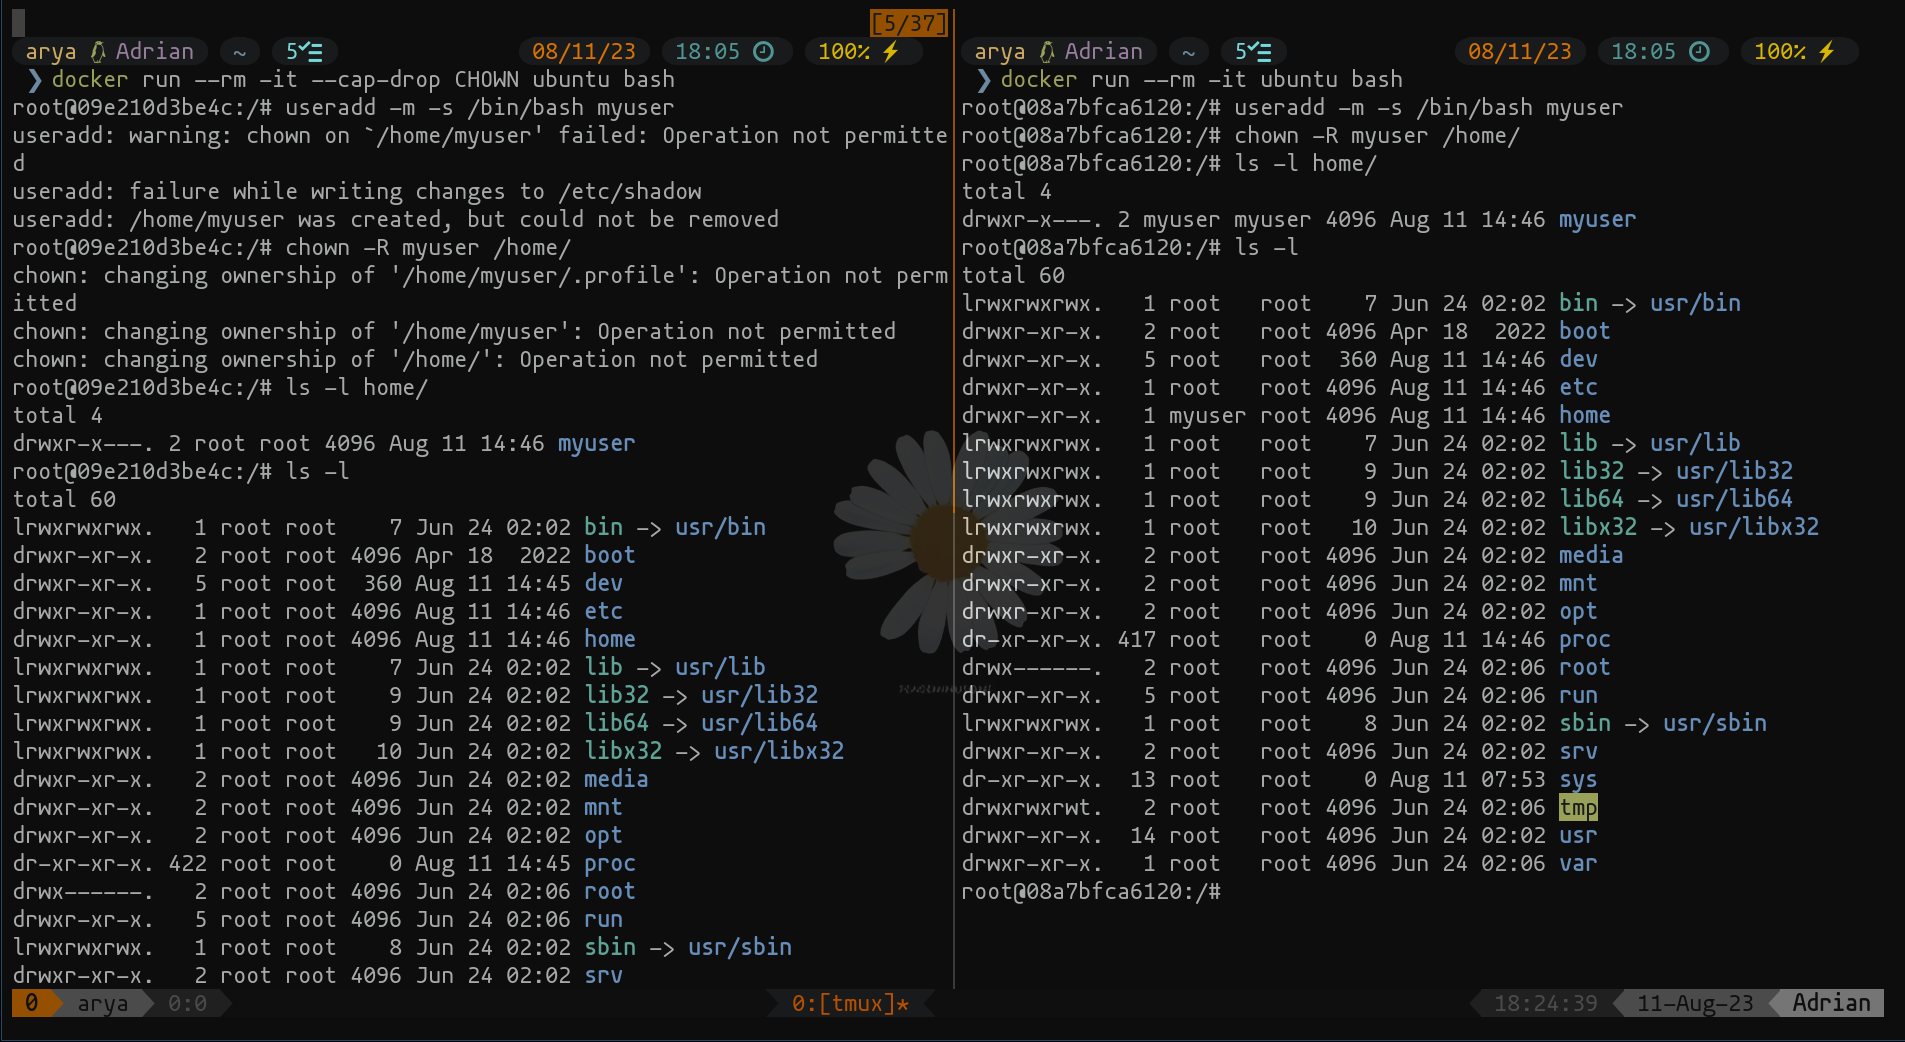 [5/37]
arya Adrian ~ 5 08/11/23 18:05 100%
❯ docker run --rm -it --cap-drop CHOWN ubuntu bash
root@09e210d3be4c:/# useradd -m -s /bin/bash myuser
useradd: warning: chown on `/home/myuser' failed: Operation not permitte
d
useradd: failure while writing changes to /etc/shadow
useradd: /home/myuser was created, but could not be removed
root@09e210d3be4c:/# chown -R myuser /home/
chown: changing ownership of '/home/myuser/.profile': Operation not perm
itted
chown: changing ownership of '/home/myuser': Operation not permitted
chown: changing ownership of '/home/': Operation not permitted
root@09e210d3be4c:/# ls -l home/
total 4
drwxr-x---. 2 root root 4096 Aug 11 14:46 myuser
root@09e210d3be4c:/# ls -l
total 60
lrwxrwxrwx.   1 root root    7 Jun 24 02:02 bin -> usr/bin
drwxr-xr-x.   2 root root 4096 Apr 18  2022 boot
drwxr-xr-x.   5 root root  360 Aug 11 14:45 dev
drwxr-xr-x.   1 root root 4096 Aug 11 14:46 etc
drwxr-xr-x.   1 root root 4096 Aug 11 14:46 home
lrwxrwxrwx.   1 root root    7 Jun 24 02:02 lib -> usr/lib
lrwxrwxrwx.   1 root root    9 Jun 24 02:02 lib32 -> usr/lib32
lrwxrwxrwx.   1 root root    9 Jun 24 02:02 lib64 -> usr/lib64
lrwxrwxrwx.   1 root root   10 Jun 24 02:02 libx32 -> usr/libx32
drwxr-xr-x.   2 root root 4096 Jun 24 02:02 media
drwxr-xr-x.   2 root root 4096 Jun 24 02:02 mnt
drwxr-xr-x.   2 root root 4096 Jun 24 02:02 opt
dr-xr-xr-x. 422 root root    0 Aug 11 14:45 proc
drwx------.   2 root root 4096 Jun 24 02:06 root
drwxr-xr-x.   5 root root 4096 Jun 24 02:06 run
lrwxrwxrwx.   1 root root    8 Jun 24 02:02 sbin -> usr/sbin
drwxr-xr-x.   2 root root 4096 Jun 24 02:02 srv
arya Adrian ~ 5 08/11/23 18:05 100%
❯ docker run --rm -it ubuntu bash
root@08a7bfca6120:/# useradd -m -s /bin/bash myuser
root@08a7bfca6120:/# chown -R myuser /home/
root@08a7bfca6120:/# ls -l home/
total 4
drwxr-x---. 2 myuser myuser 4096 Aug 11 14:46 myuser
root@08a7bfca6120:/# ls -l
total 60
lrwxrwxrwx.   1 root   root    7 Jun 24 02:02 bin -> usr/bin
drwxr-xr-x.   2 root   root 4096 Apr 18  2022 boot
drwxr-xr-x.   5 root   root  360 Aug 11 14:46 dev
drwxr-xr-x.   1 root   root 4096 Aug 11 14:46 etc
drwxr-xr-x.   1 myuser root 4096 Aug 11 14:46 home
lrwxrwxrwx.   1 root   root    7 Jun 24 02:02 lib -> usr/lib
lrwxrwxrwx.   1 root   root    9 Jun 24 02:02 lib32 -> usr/lib32
lrwxrwxrwx.   1 root   root    9 Jun 24 02:02 lib64 -> usr/lib64
lrwxrwxrwx.   1 root   root   10 Jun 24 02:02 libx32 -> usr/libx32
drwxr-xr-x.   2 root   root 4096 Jun 24 02:02 media
drwxr-xr-x.   2 root   root 4096 Jun 24 02:02 mnt
drwxr-xr-x.   2 root   root 4096 Jun 24 02:02 opt
dr-xr-xr-x. 417 root   root    0 Aug 11 14:46 proc
drwx------.   2 root   root 4096 Jun 24 02:06 root
drwxr-xr-x.   5 root   root 4096 Jun 24 02:06 run
lrwxrwxrwx.   1 root   root    8 Jun 24 02:02 sbin -> usr/sbin
drwxr-xr-x.   2 root   root 4096 Jun 24 02:02 srv
dr-xr-xr-x.  13 root   root    0 Aug 11 07:53 sys
drwxrwxrwt.   2 root   root 4096 Jun 24 02:06 tmp
drwxr-xr-x.  14 root   root 4096 Jun 24 02:02 usr
drwxr-xr-x.   1 root   root 4096 Jun 24 02:06 var
root@08a7bfca6120:/#
0 arya 0:0 0:[tmux]* 18:24:39 11-Aug-23 Adrian